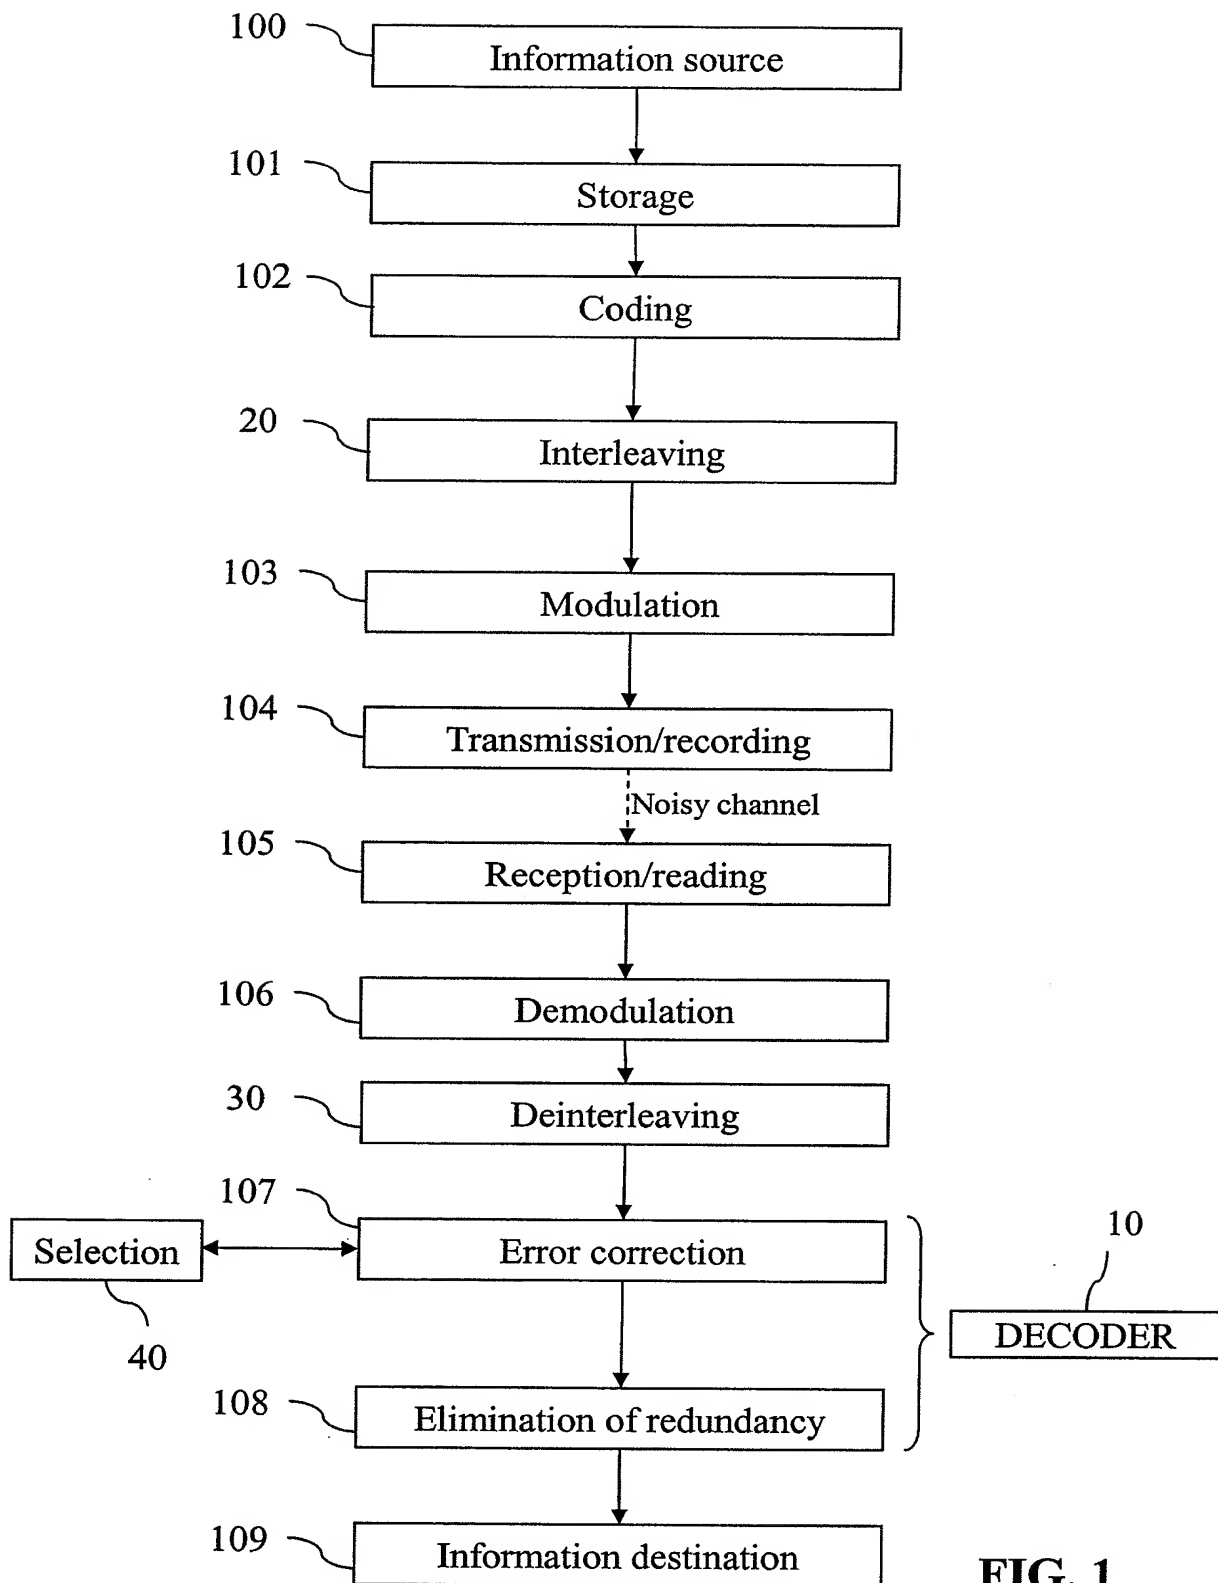 100
Information source
101
Storage
102
Coding
20
Interleaving
103
Modulation
104
Transmission/recording
Noisy channel
105
Reception/reading
106
Demodulation
30
Deinterleaving
107
Selection
Error correction
10
40
DECODER
108
Elimination of redundancy
109
Information destination
FIG. 1